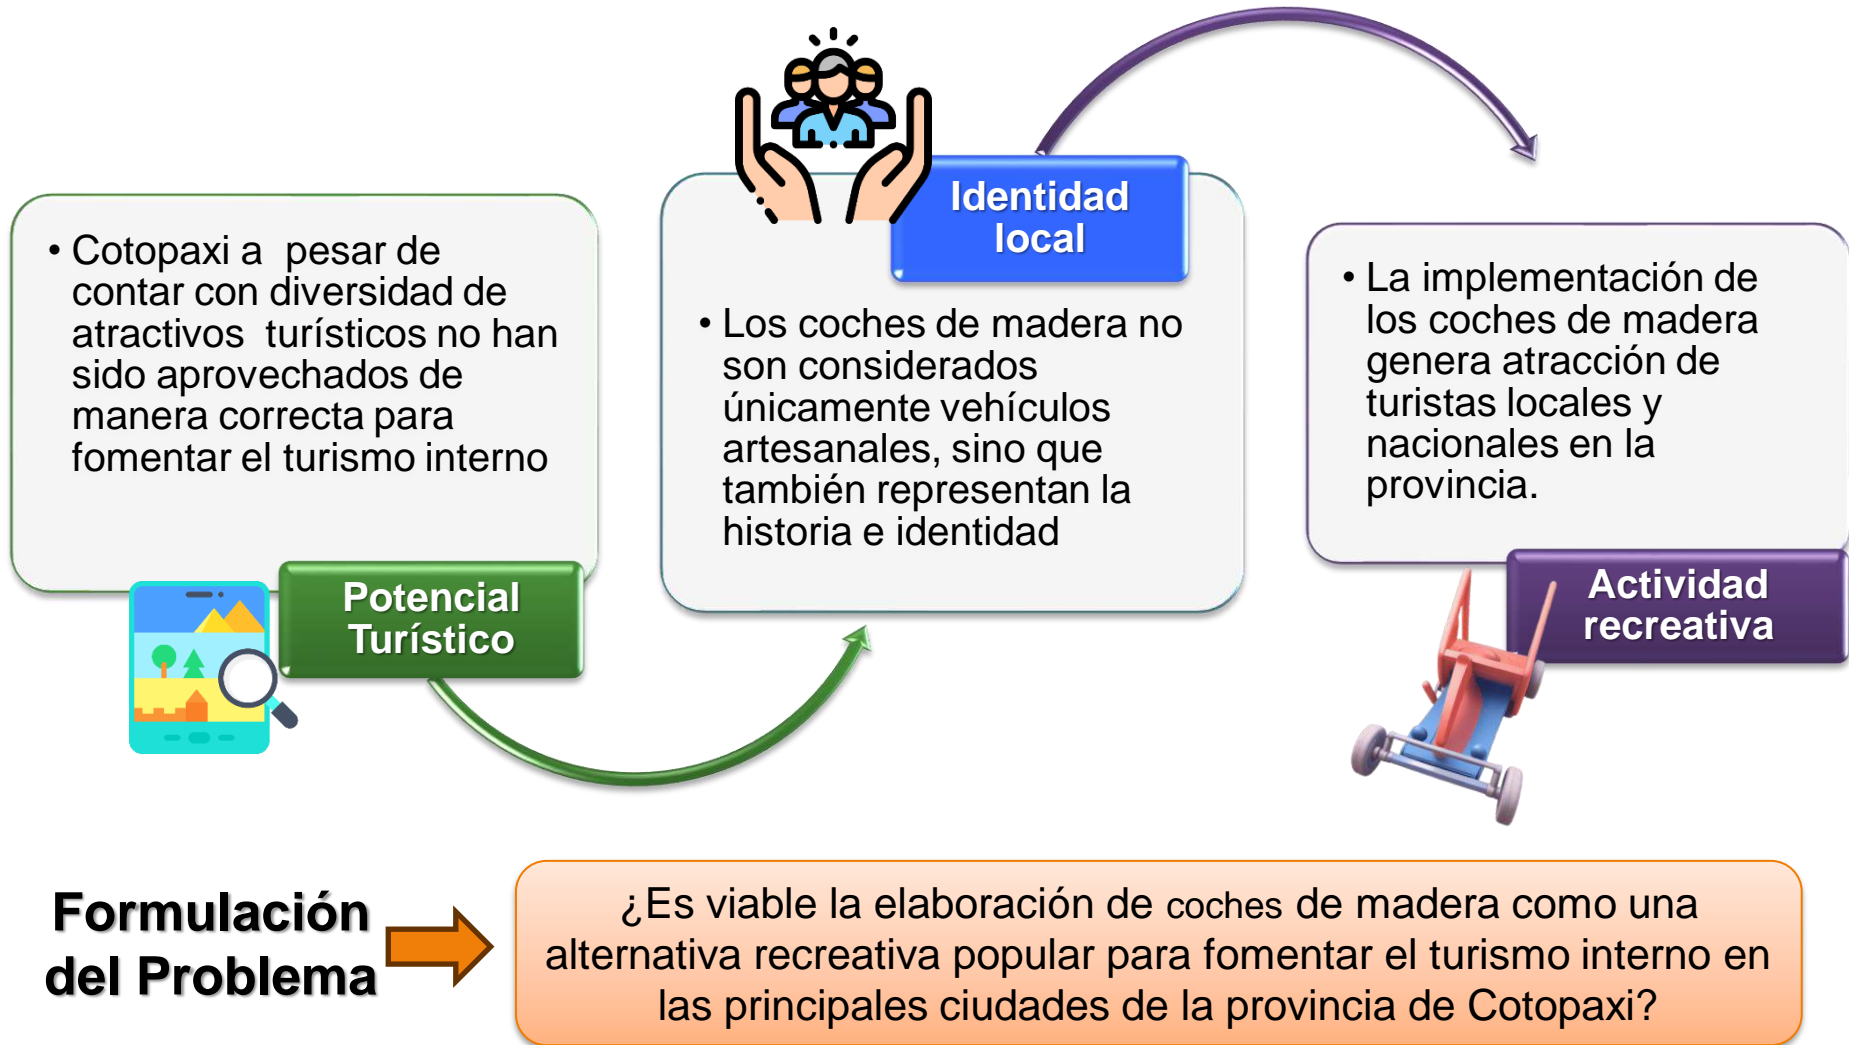 • Cotopaxi a pesar de
contar con diversidad de
atractivos turísticos no han
sido aprovechados de
manera correcta para
fomentar el turismo interno
Potencial
Turístico
Identidad
local
• Los coches de madera no
son considerados
únicamente vehículos
artesanales, sino que
también representan la
historia e identidad
• La implementación de
los coches de madera
genera atracción de
turistas locales y
nacionales en la
provincia.
Actividad
recreativa
Formulación
del Problema
¿Es viable la elaboración de coches de madera como una
alternativa recreativa popular para fomentar el turismo interno en
las principales ciudades de la provincia de Cotopaxi?